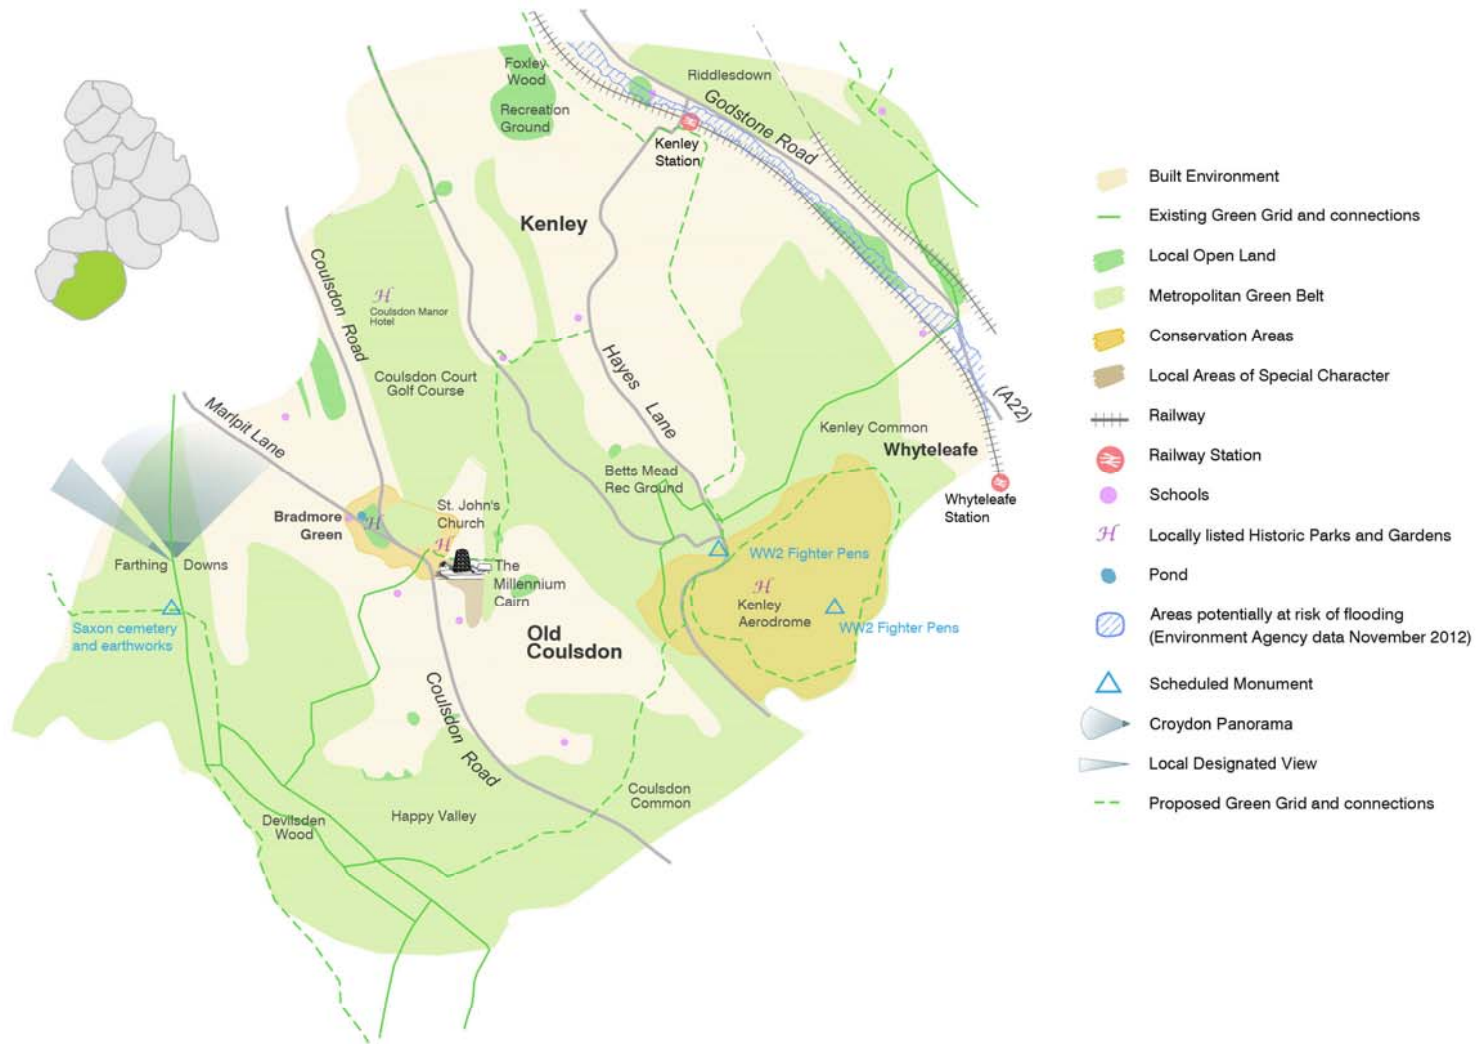 Foxley
Wood
Recreation
Ground
Riddlesdown
Godstone Road
Kenley
Station
Kenley
Coulsdon Road
H
Coulsdon Manor
Hotel
Coulsdon Court
Golf Course
Hayes Lane
Marlpit Lane
(A22)
Kenley Common
Whyteleafe
Whyteleafe
Station
Betts Mead
Rec Ground
St. John's
Church
H
Bradmore
Green
H
The
Millennium
Cairn
Farthing Downs
WW2 Fighter Pens
H
Kenley
Aerodrome
WW2 Fighter Pens
Saxon cemetery
and earthworks
Old
Coulsdon
Coulsdon Road
Coulsdon
Common
Happy Valley
Devilsden
Wood
Built Environment
Existing Green Grid and connections
Local Open Land
Metropolitan Green Belt
Conservation Areas
Local Areas of Special Character
Railway
Railway Station
Schools
H Locally listed Historic Parks and Gardens
Pond
Areas potentially at risk of flooding
(Environment Agency data November 2012)
Scheduled Monument
Croydon Panorama
Local Designated View
Proposed Green Grid and connections